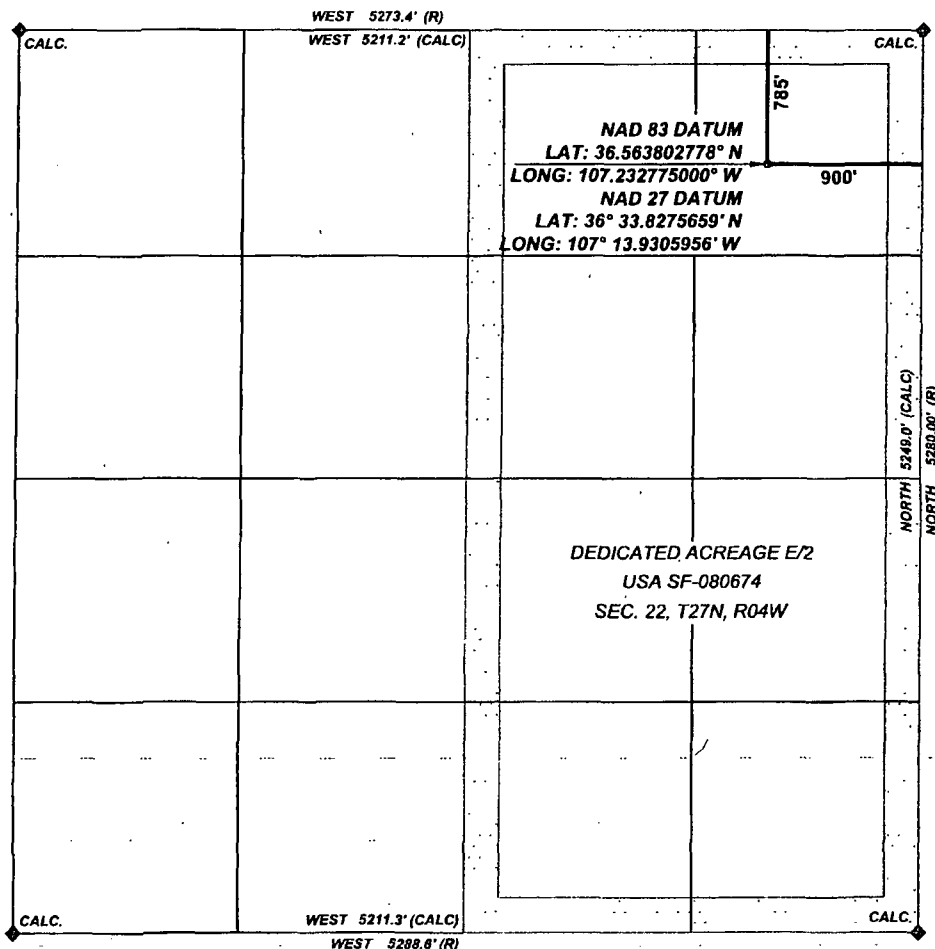 WEST 5273.4' (R)
CALC.
WEST 5211.2' (CALC)
CALC.
785'
NAD 83 DATUM
LAT: 36.563802778° N
LONG: 107.232775000° W
900'
NAD 27 DATUM
LAT: 36° 33.8275659' N
LONG: 107° 13.9305956' W
NORTH 5249.0' (CALC)
NORTH 5280.00' (R)
DEDICATED ACREAGE E/2
USA SF-080674
SEC. 22, T27N, R04W
CALC.
WEST 5211.3' (CALC)
CALC.
WEST 5288.6' (R)